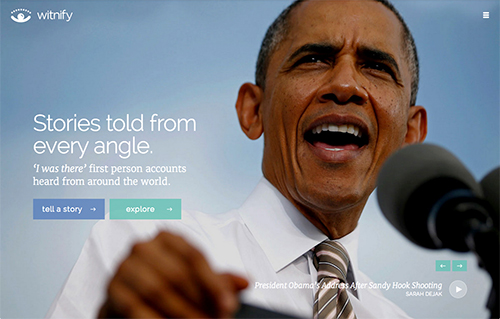 witnify
Stories told from
every angle.
‘I was there’ first person accounts
heard from around the world.
tell a story →
explore →
← →
President Obama's Address After Sandy Hook Shooting
SARAH DEJAK